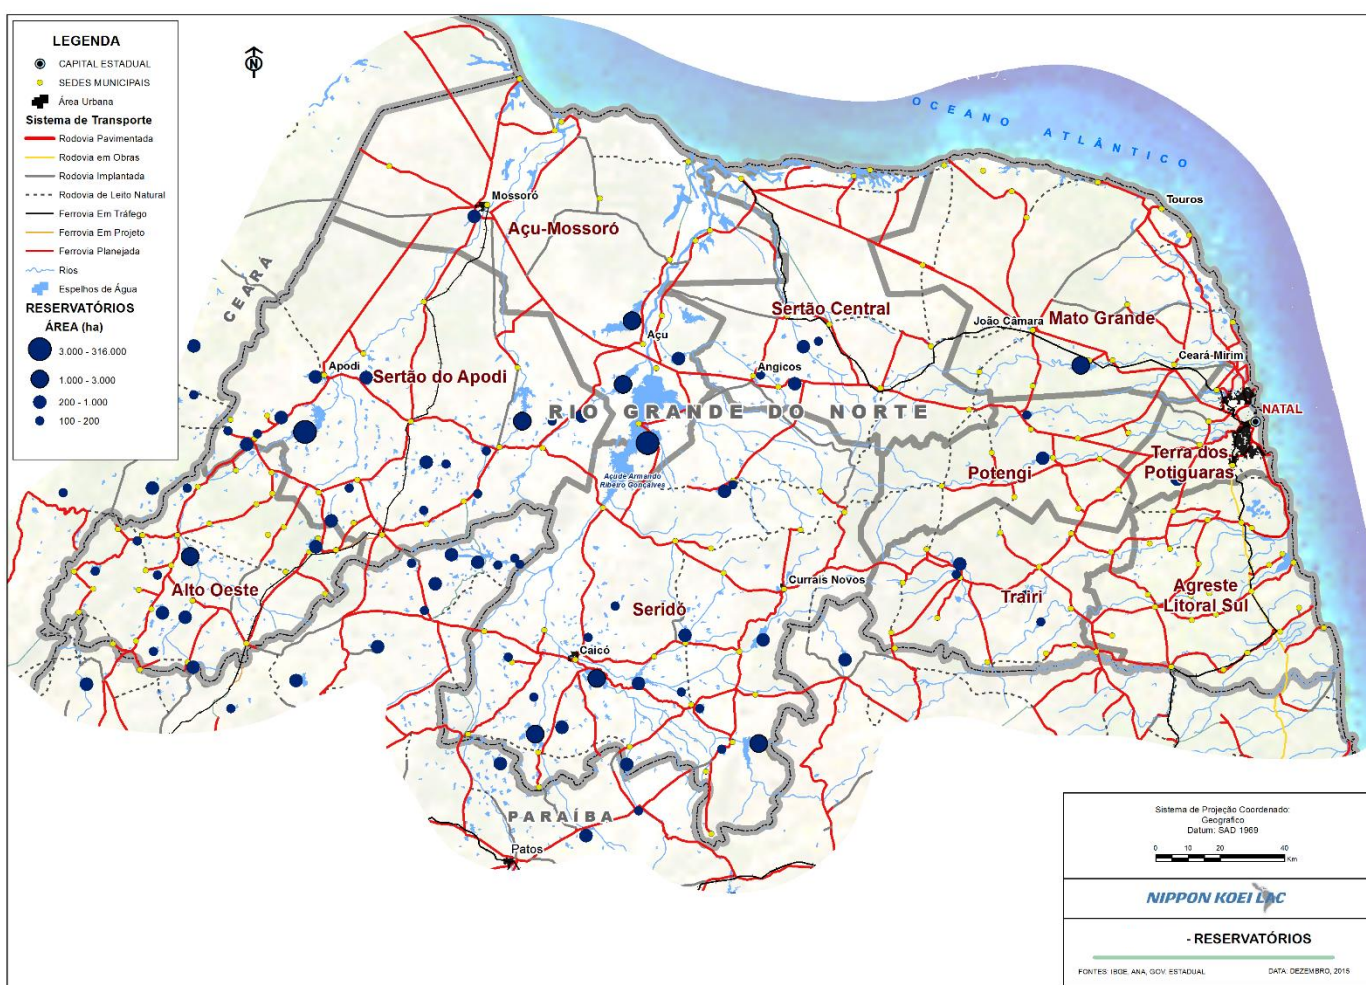 LEGENDA
CAPITAL ESTADUAL
SEDES MUNICIPAIS
Área Urbana
Sistema de Transporte
Rodovia Pavimentada
Rodovia em Obras
Rodovia Implantada
Rodovia de Leito Natural
Ferrovia Em Tráfego
Ferrovia Em Projeto
Ferrovia Planejada
Rios
Espelhos de Água
RESERVATÓRIOS
ÁREA (ha)
3.000 - 316.000
1.000 - 3.000
200 - 1.000
100 - 200
N
OCEANO ATLÂNTICO
CEARÁ
Mossoró
Açu-Mossoró
Touros
Sertão Central
João Câmara
Mato Grande
Açu
Ceará-Mirim
Apodi
Sertão do Apodi
Angicos
RIO GRANDE DO NORTE
NATAL
Terra dos
Potiguaras
Potengi
Açude Armando
Ribeiro Gonçalves
Currais Novos
Alto Oeste
Seridó
Trairi
Agreste
Litoral Sul
Caicó
PARAÍBA
Patos
Sistema de Projeção Coordenado:
Geografico
Datum: SAD 1969
0 10 20 40
Km
NIPPON KOEI LAC
- RESERVATÓRIOS
FONTES: IBGE, ANA, GOV. ESTADUAL
DATA: DEZEMBRO, 2015